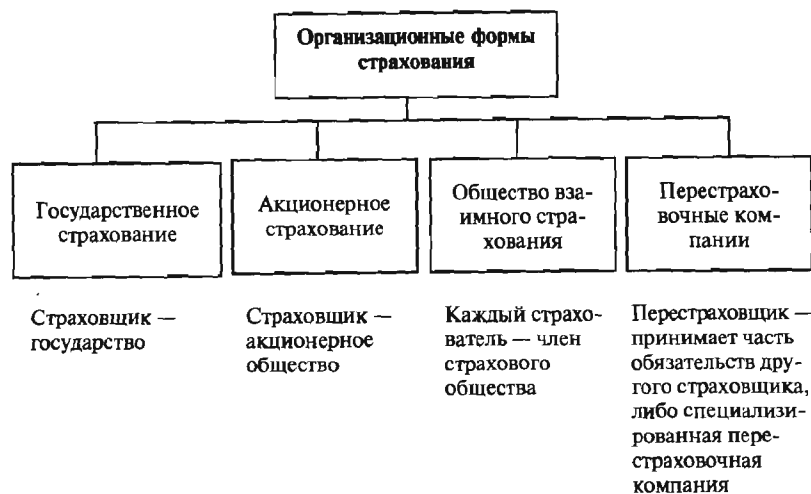 Организационные формы
страхования
Государственное
страхование
Акционерное
страхование
Общество вза-
имного стра-
хования
Перестрахо-
вочные ком-
пании
Страховщик —
государство
Страховщик —
акционерное
общество
Каждый страхо-
ватель — член
страхового
общества
Перестраховщик —
принимает часть
обязательств дру-
гого страховщика,
либо специализи-
рованная пере-
страховочная
компания